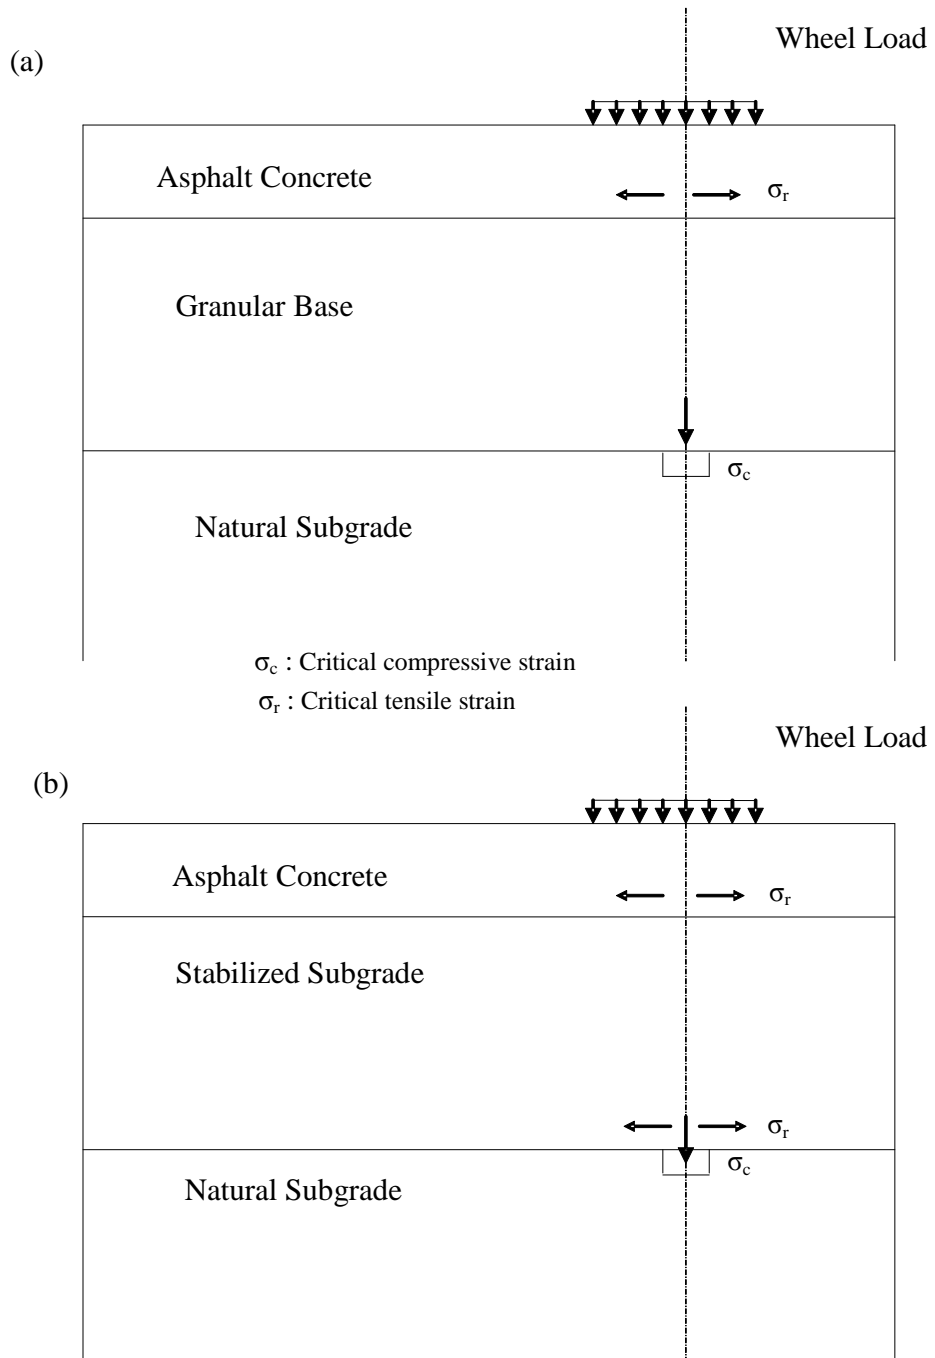 Wheel Load
(a)
Asphalt Concrete
σr
Granular Base
σc
Natural Subgrade
σc : Critical compressive strain
σr : Critical tensile strain
Wheel Load
(b)
Asphalt Concrete
σr
Stabilized Subgrade
σr
σc
Natural Subgrade